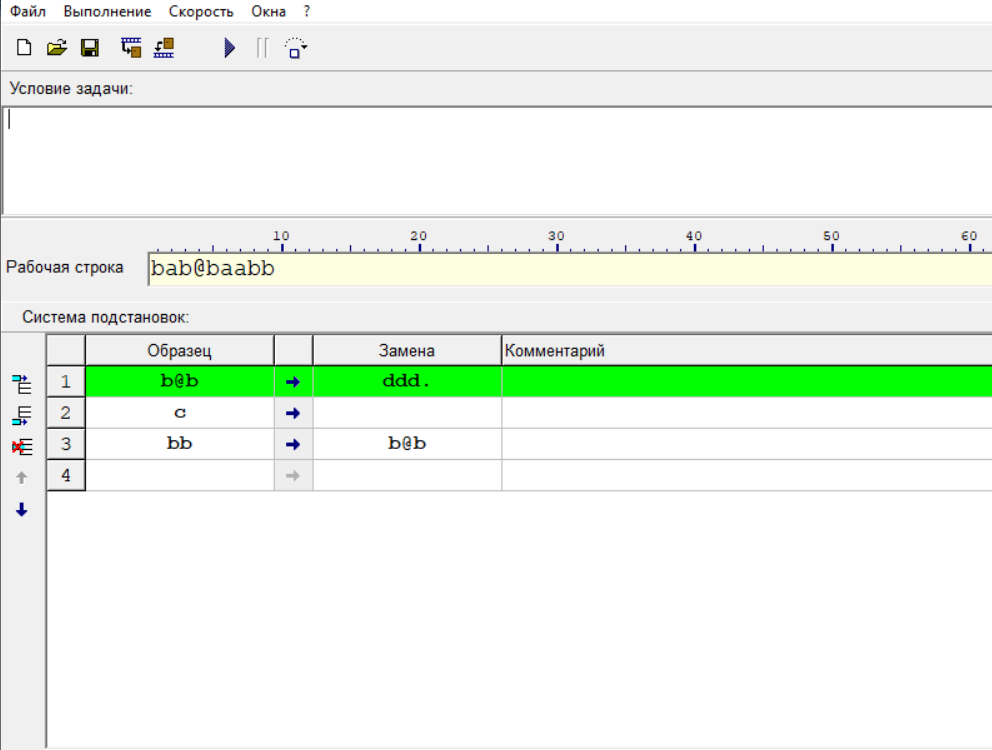 Файл Выполнение Скорость Окна ?
Условие задачи:
10 20 30 40 50 60
Рабочая строка bab@baabb
Система подстановок:
Образец Замена Комментарий
1 b@b → ddd.
2 c →
3 bb → b@b
4 →